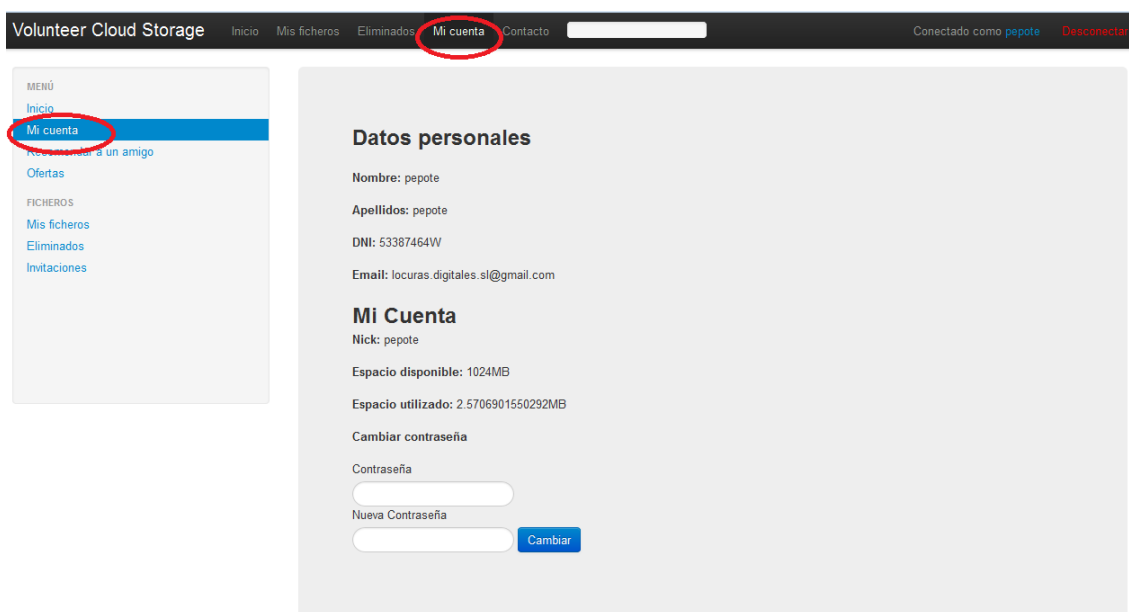 Volunteer Cloud Storage Inicio Mis ficheros Eliminados Mi cuenta Contacto Conectado como pepote Desconectar
MENÚ
Inicio
Mi cuenta
Recomendar a un amigo
Ofertas
FICHEROS
Mis ficheros
Eliminados
Invitaciones
Datos personales
Nombre: pepote
Apellidos: pepote
DNI: 53387464W
Email: locuras.digitales.sl@gmail.com
Mi Cuenta
Nick: pepote
Espacio disponible: 1024MB
Espacio utilizado: 2.5706901550292MB
Cambiar contraseña
Contraseña
Nueva Contraseña
Cambiar